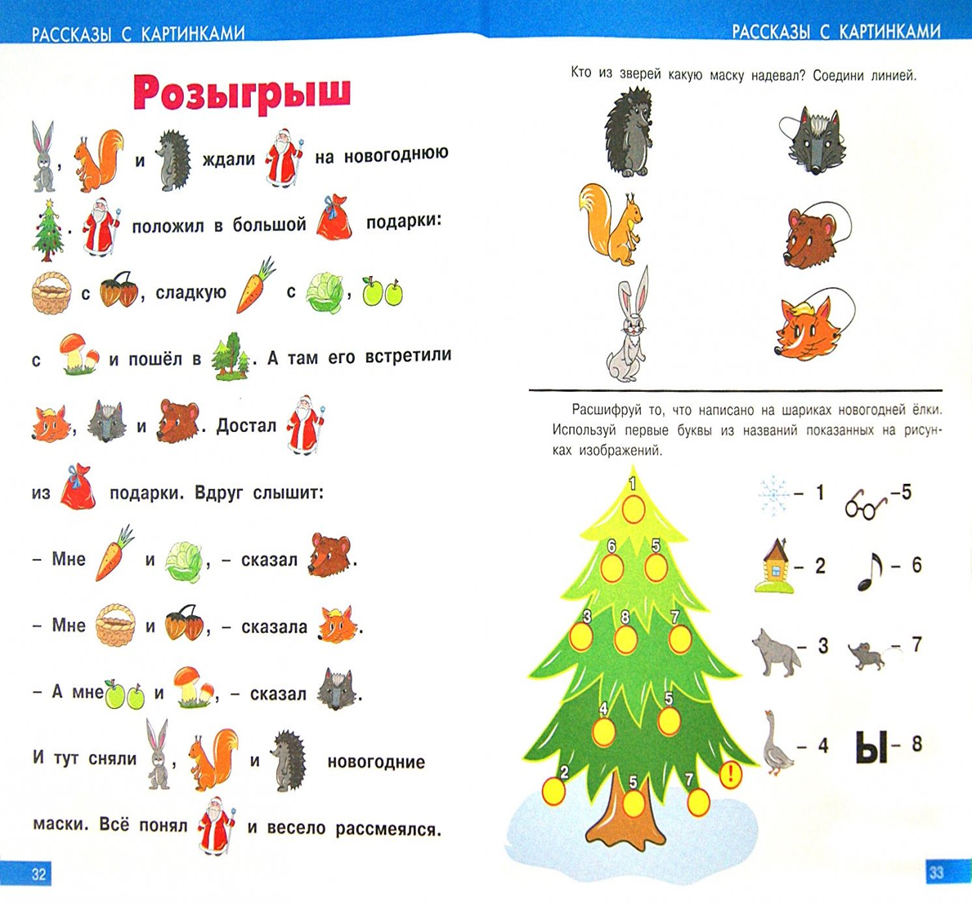 РАССКАЗЫ С КАРТИНКАМИ
Розыгрыш
, и ждали на новогоднюю
. положил в большой подарки:
с , сладкую с ,
с и пошёл в . А там его встретили
, и . Достал
из подарки. Вдруг слышит:
– Мне и , – сказал .
– Мне и , – сказала .
– А мне и , – сказал .
И тут сняли , и новогодние
маски. Всё понял и весело рассмеялся.
32
РАССКАЗЫ С КАРТИНКАМИ
Кто из зверей какую маску надевал? Соедини линией.
Расшифруй то, что написано на шариках новогодней ёлки.
Используй первые буквы из названий показанных на рисун-
ках изображений.
1
6 5
3 8 7
4 5
2 5 7 !
– 1 –5
– 2 – 6
– 3 – 7
– 4 Ы– 8
33